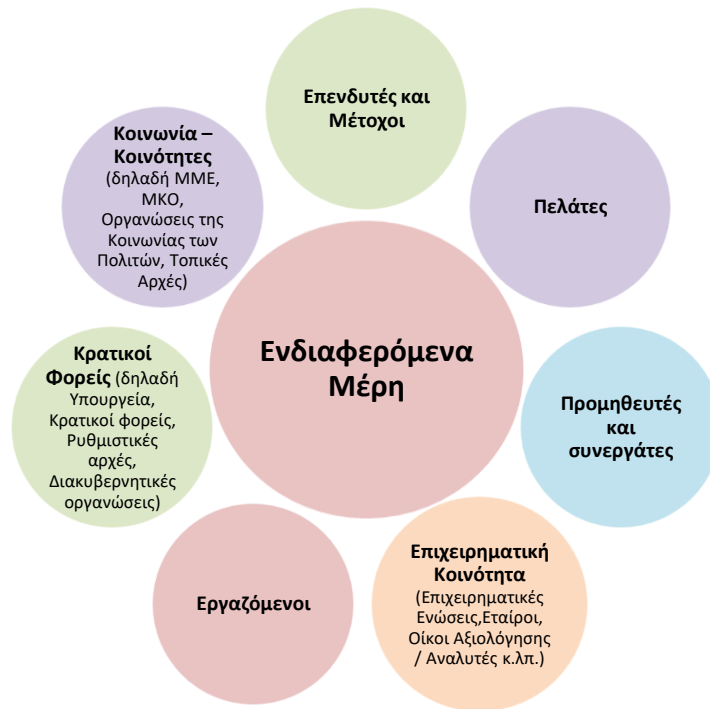 Επενδυτές και
Μέτοχοι
Κοινωνία –
Κοινότητες
(δηλαδή ΜΜΕ,
ΜΚΟ,
Οργανώσεις της
Κοινωνίας των
Πολιτών, Τοπικές
Αρχές)
Πελάτες
Ενδιαφερόμενα
Μέρη
Κρατικοί
Φορείς (δηλαδή
Υπουργεία,
Κρατικοί φορείς,
Ρυθμιστικές
αρχές,
Διακυβερνητικές
οργανώσεις)
Προμηθευτές
και
συνεργάτες
Εργαζόμενοι
Επιχειρηματική
Κοινότητα
(Επιχειρηματικές
Ενώσεις,Εταίροι,
Οίκοι Αξιολόγησης
/ Αναλυτές κ.λπ.)